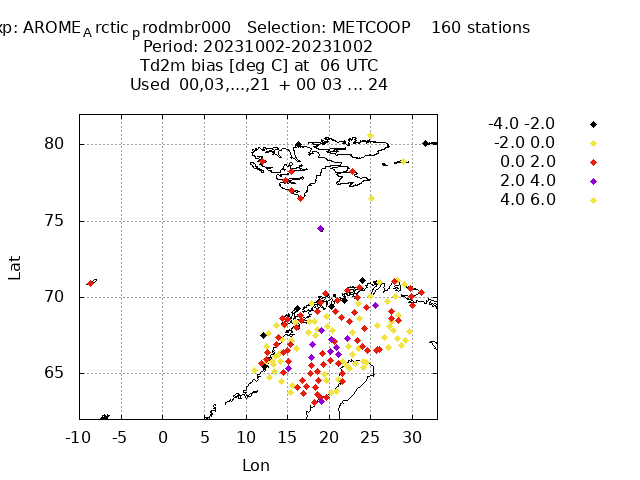 xp: AROME_Arctic_prodmbr000 Selection: METCOOP 160 stations
Period: 20231002-20231002
Td2m bias [deg C] at 06 UTC
Used 00,03,...,21 + 00 03 ... 24
-4.0 -2.0
-2.0 0.0
0.0 2.0
2.0 4.0
4.0 6.0
80
75
70
65
Lat
-10 -5 0 5 10 15 20 25 30
Lon